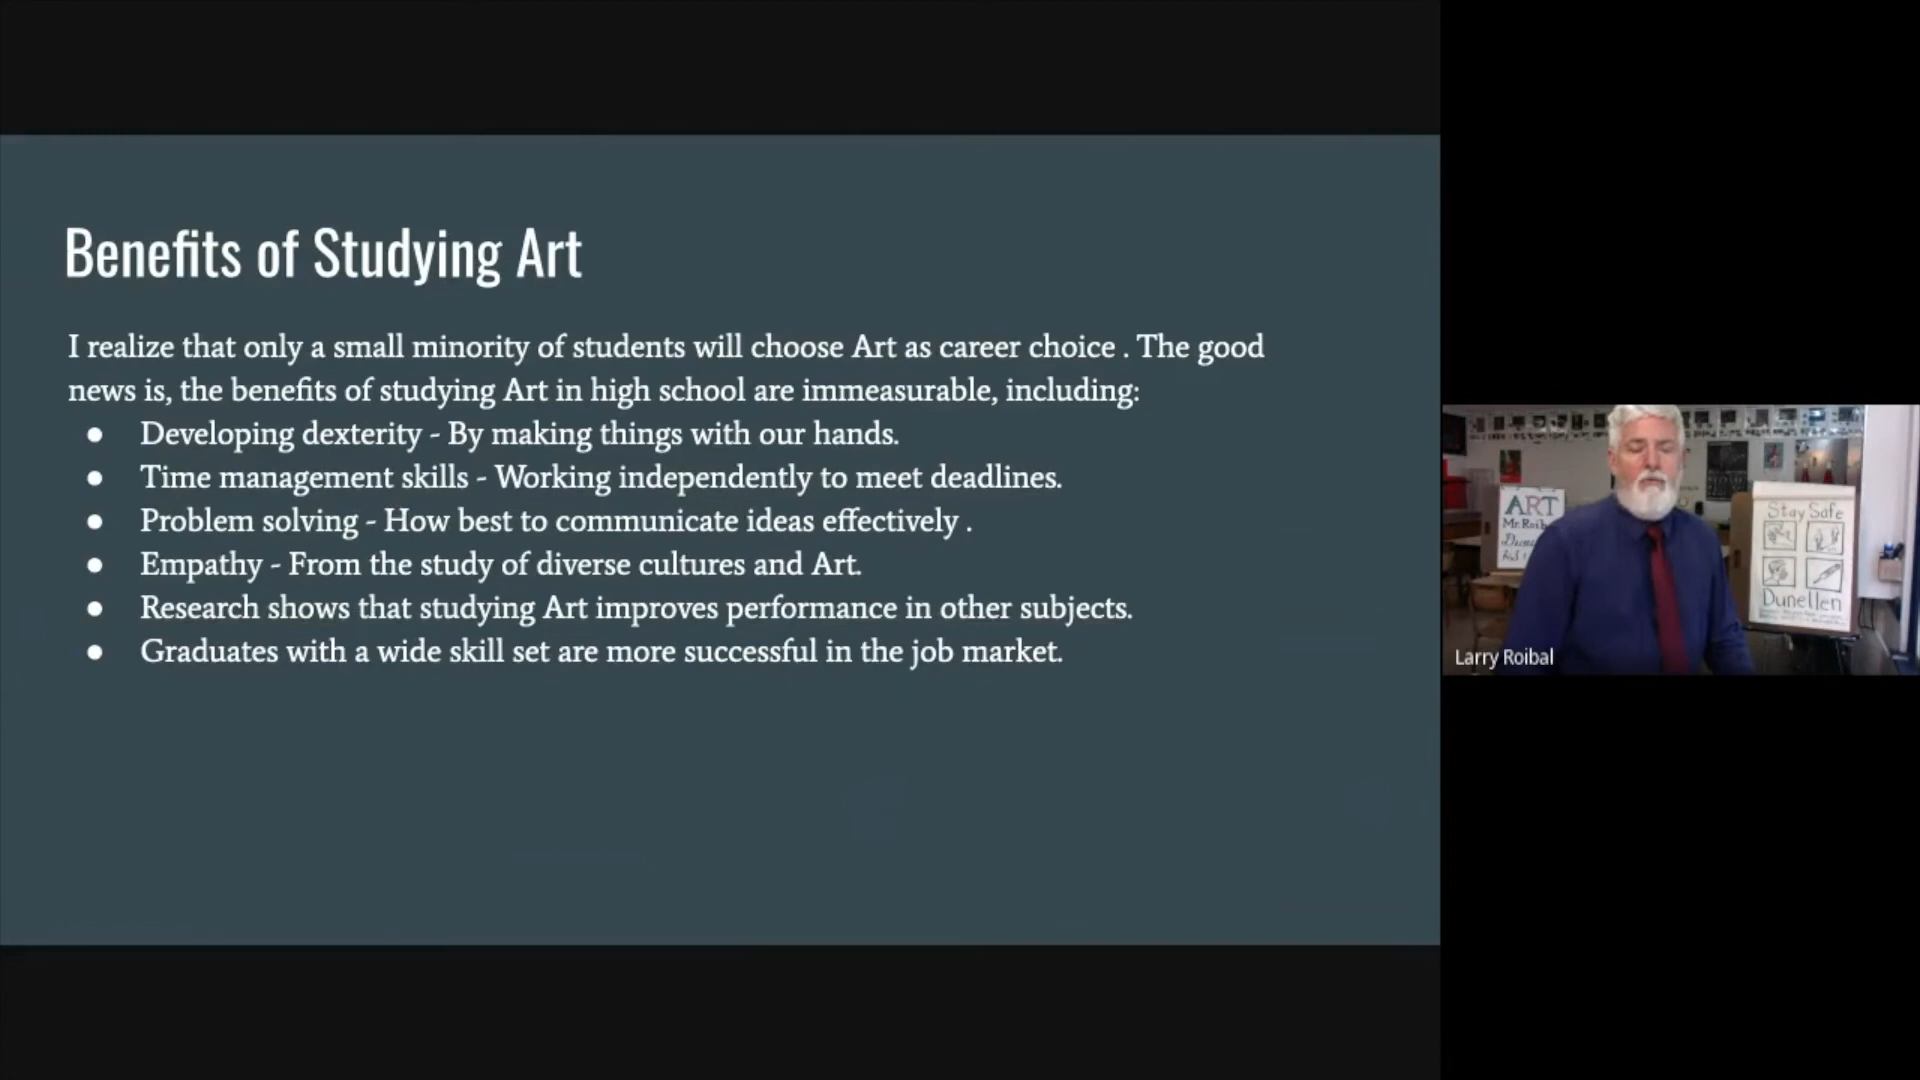 Benefits of Studying Art
I realize that only a small minority of students will choose Art as career choice . The good
news is, the benefits of studying Art in high school are immeasurable, including:
● Developing dexterity - By making things with our hands.
● Time management skills - Working independently to meet deadlines.
● Problem solving - How best to communicate ideas effectively .
● Empathy - From the study of diverse cultures and Art.
● Research shows that studying Art improves performance in other subjects.
● Graduates with a wide skill set are more successful in the job market.
ART
Mr. Roib
Stay Safe
Dunellen
Larry Roibal